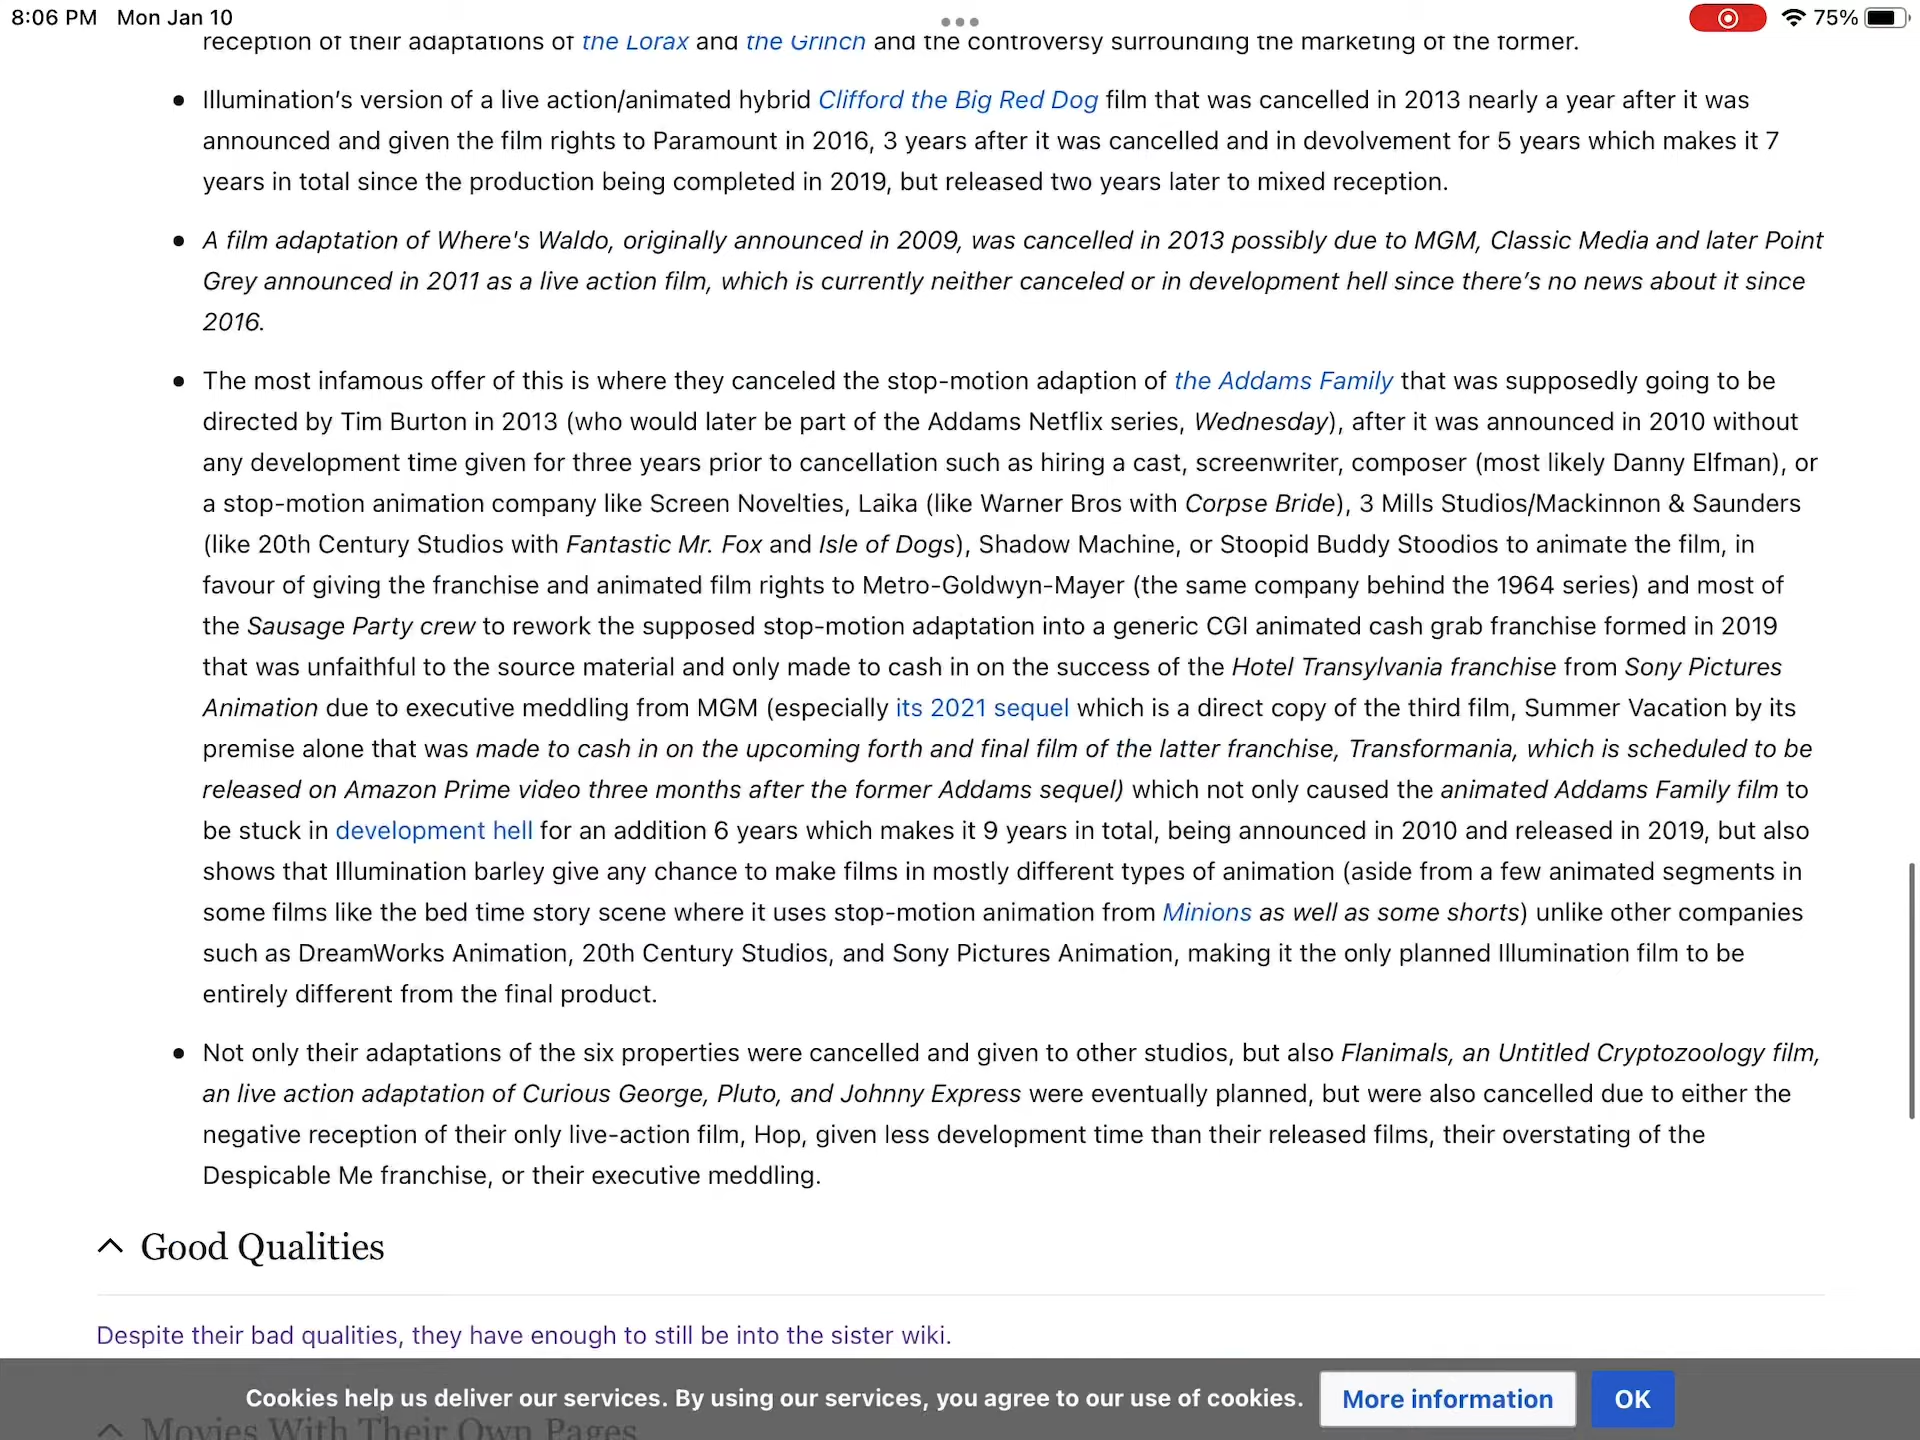 8:06 PM Mon Jan 10
75%
reception of their adaptations of the Lorax and the Grinch and the controversy surrounding the marketing of the former.
• Illumination’s version of a live action/animated hybrid Clifford the Big Red Dog film that was cancelled in 2013 nearly a year after it was
announced and given the film rights to Paramount in 2016, 3 years after it was cancelled and in devolvement for 5 years which makes it 7
years in total since the production being completed in 2019, but released two years later to mixed reception.
• A film adaptation of Where's Waldo, originally announced in 2009, was cancelled in 2013 possibly due to MGM, Classic Media and later Point
Grey announced in 2011 as a live action film, which is currently neither canceled or in development hell since there’s no news about it since
2016.
• The most infamous offer of this is where they canceled the stop-motion adaption of the Addams Family that was supposedly going to be
directed by Tim Burton in 2013 (who would later be part of the Addams Netflix series, Wednesday), after it was announced in 2010 without
any development time given for three years prior to cancellation such as hiring a cast, screenwriter, composer (most likely Danny Elfman), or
a stop-motion animation company like Screen Novelties, Laika (like Warner Bros with Corpse Bride), 3 Mills Studios/Mackinnon & Saunders
(like 20th Century Studios with Fantastic Mr. Fox and Isle of Dogs), Shadow Machine, or Stoopid Buddy Stoodios to animate the film, in
favour of giving the franchise and animated film rights to Metro-Goldwyn-Mayer (the same company behind the 1964 series) and most of
the Sausage Party crew to rework the supposed stop-motion adaptation into a generic CGI animated cash grab franchise formed in 2019
that was unfaithful to the source material and only made to cash in on the success of the Hotel Transylvania franchise from Sony Pictures
Animation due to executive meddling from MGM (especially its 2021 sequel which is a direct copy of the third film, Summer Vacation by its
premise alone that was made to cash in on the upcoming forth and final film of the latter franchise, Transformania, which is scheduled to be
released on Amazon Prime video three months after the former Addams sequel) which not only caused the animated Addams Family film to
be stuck in development hell for an addition 6 years which makes it 9 years in total, being announced in 2010 and released in 2019, but also
shows that Illumination barley give any chance to make films in mostly different types of animation (aside from a few animated segments in
some films like the bed time story scene where it uses stop-motion animation from Minions as well as some shorts) unlike other companies
such as DreamWorks Animation, 20th Century Studios, and Sony Pictures Animation, making it the only planned Illumination film to be
entirely different from the final product.
• Not only their adaptations of the six properties were cancelled and given to other studios, but also Flanimals, an Untitled Cryptozoology film,
an live action adaptation of Curious George, Pluto, and Johnny Express were eventually planned, but were also cancelled due to either the
negative reception of their only live-action film, Hop, given less development time than their released films, their overstating of the
Despicable Me franchise, or their executive meddling.
Good Qualities
Despite their bad qualities, they have enough to still be into the sister wiki.
Cookies help us deliver our services. By using our services, you agree to our use of cookies. More information OK
Movies With Their Own Pages